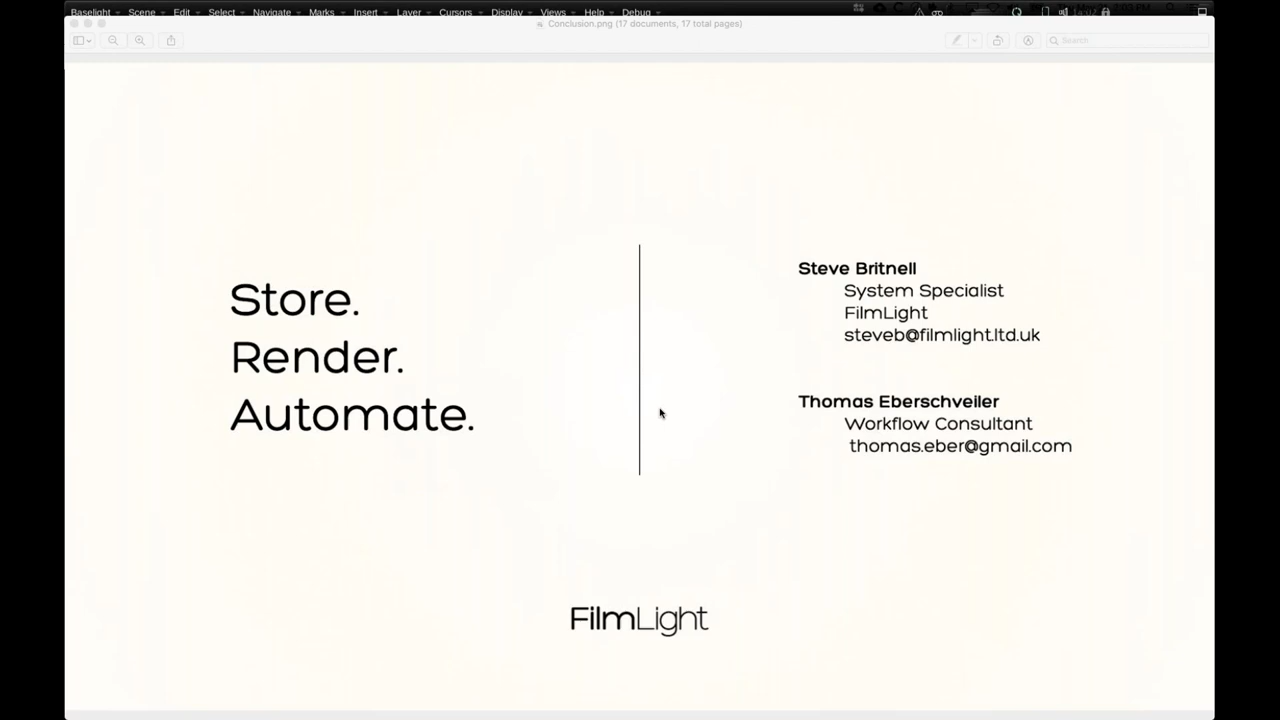 Baselight Scene Edit Select Navigate Marks Insert Layer Cursors Display Views Help Debug
Conclusion.png (17 documents, 17 total pages)
Search
Store.
Render.
Automate.
Steve Britnell
System Specialist
FilmLight
steveb@filmlight.ltd.uk
Thomas Eberschveiler
Workflow Consultant
thomas.eber@gmail.com
FilmLight